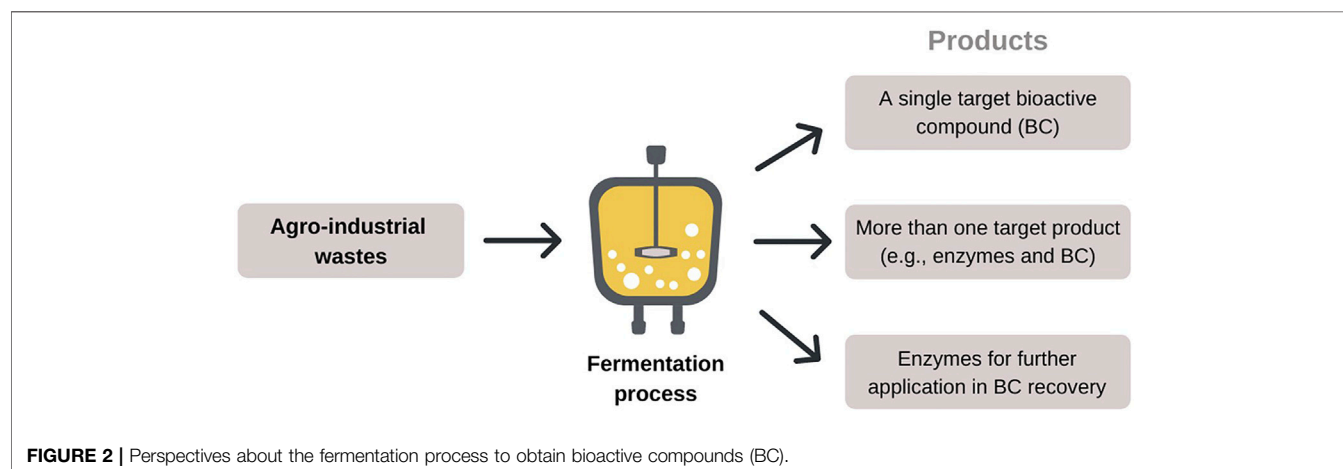 Products
A single target bioactive
compound (BC)
Agro-industrial
wastes
More than one target product
(e.g., enzymes and BC)
Fermentation
process
Enzymes for further
application in BC recovery
FIGURE 2 | Perspectives about the fermentation process to obtain bioactive compounds (BC).